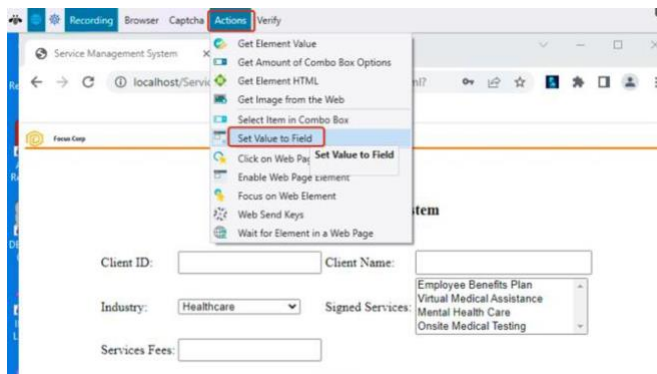 Recording Browser Captcha Actions Verify
Service Management System
Get Element Value
Get Amount of Combo Box Options
localhost/Servic
Get Element HTML
Get Image from the Web
Select Item in Combo Box
Focus Corp
Set Value to Field
Click on Web Pag
Set Value to Field
Enable Web Page Element
Focus on Web Element
Web Send Keys
stem
Wait for Element in a Web Page
Client ID:
Client Name:
Employee Benefits Plan
Virtual Medical Assistance
Industry: Healthcare
Signed Services:
Mental Health Care
Onsite Medical Testing
Services Fees: